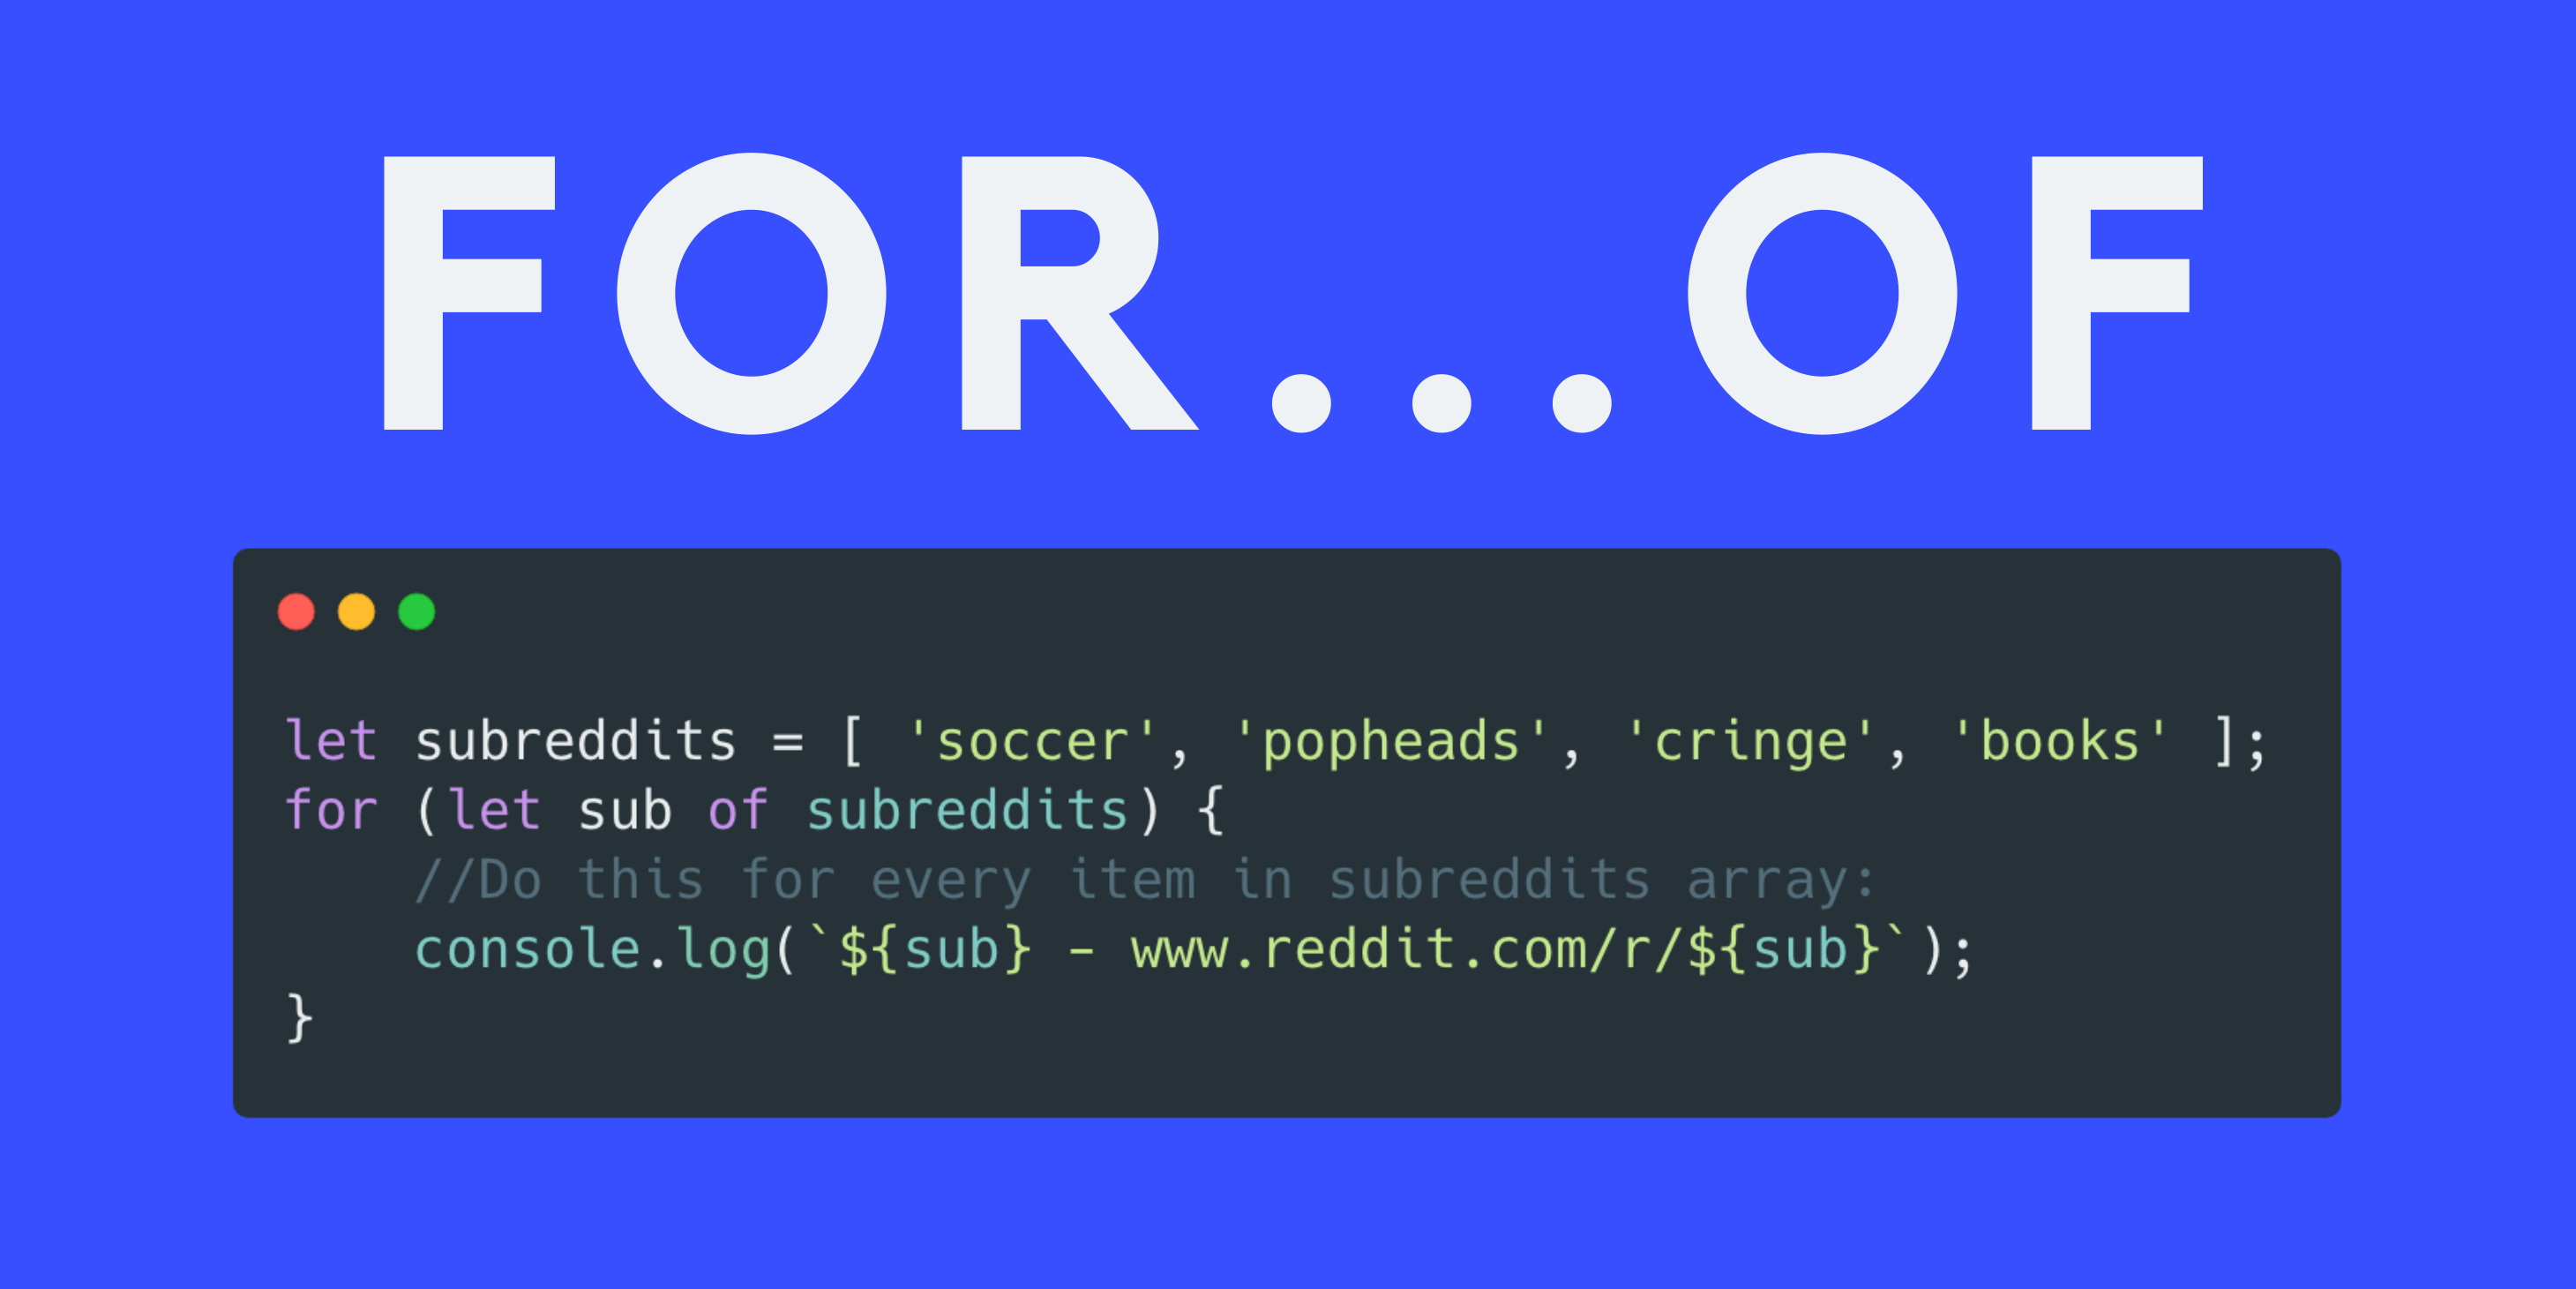 FOR...OF
let subreddits = [ 'soccer', 'popheads', 'cringe', 'books' ];
for (let sub of subreddits) {
    //Do this for every item in subreddits array:
    console.log(`${sub} - www.reddit.com/r/${sub}`);
}